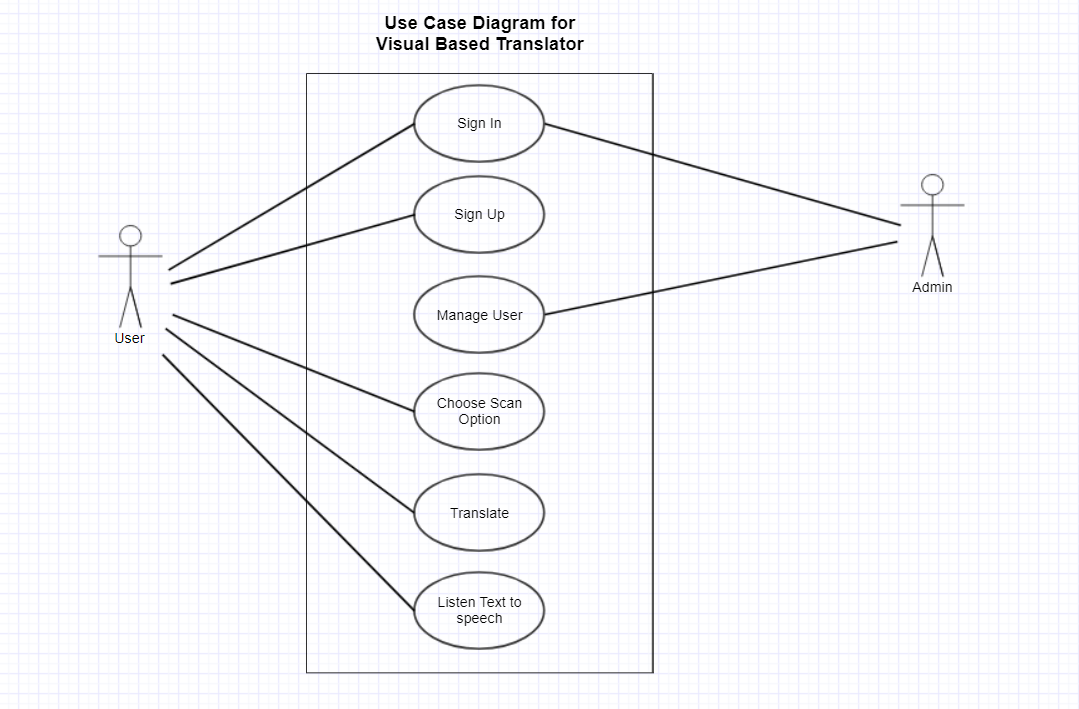 Use Case Diagram for
Visual Based Translator
Sign In
Sign Up
Manage User
Choose Scan
Option
Translate
Listen Text to
speech
User
Admin